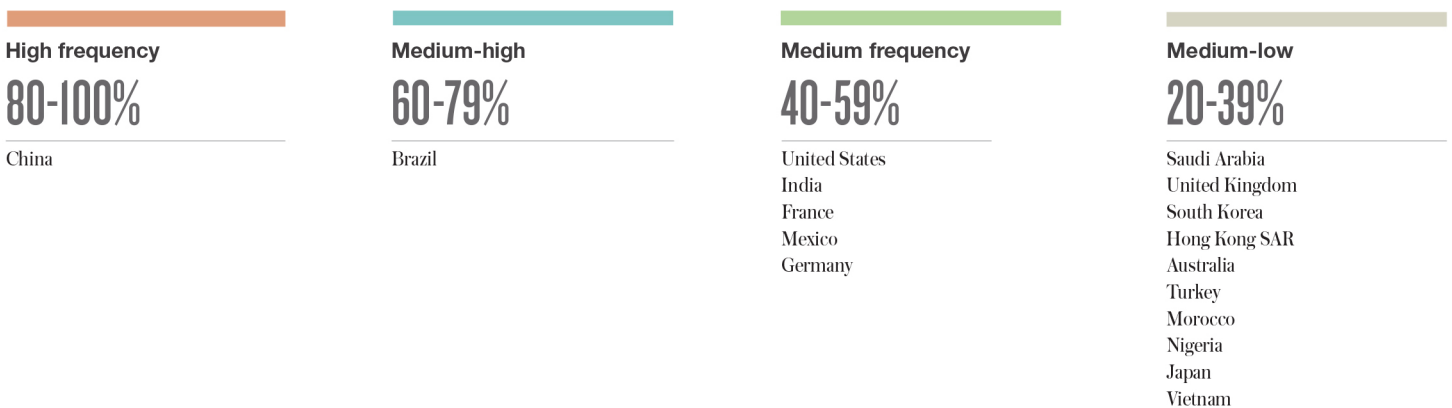 High frequency
80-100%
China
Medium-high
60-79%
Brazil
Medium frequency
40-59%
United States
India
France
Mexico
Germany
Medium-low
20-39%
Saudi Arabia
United Kingdom
South Korea
Hong Kong SAR
Australia
Turkey
Morocco
Nigeria
Japan
Vietnam